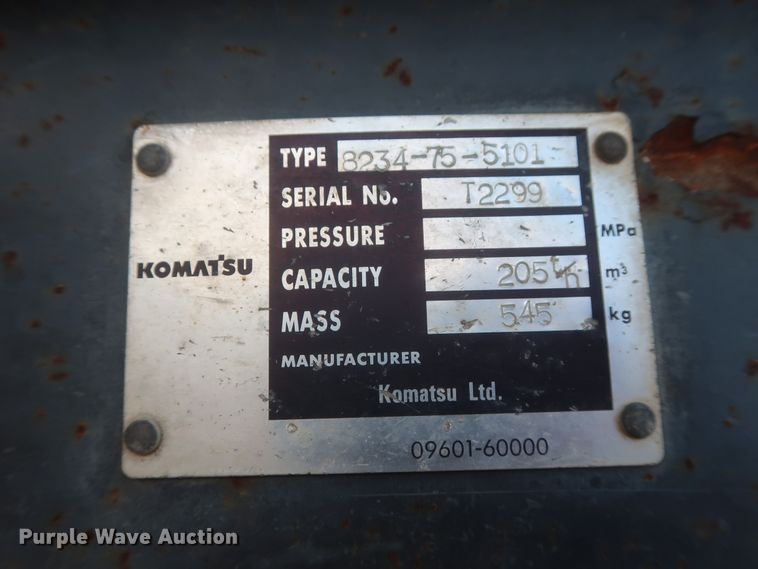 TYPE 8234-75-5101
SERIAL No. T2299
PRESSURE MPa
KOMATSU
CAPACITY 205 t/h m³
MASS 545 kg
MANUFACTURER
Komatsu Ltd.
09601-60000
Purple Wave Auction®